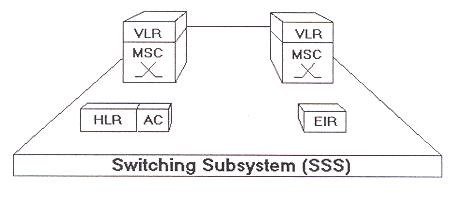 VLR VLR
MSC MSC
HLR AC EIR
Switching Subsystem (SSS)